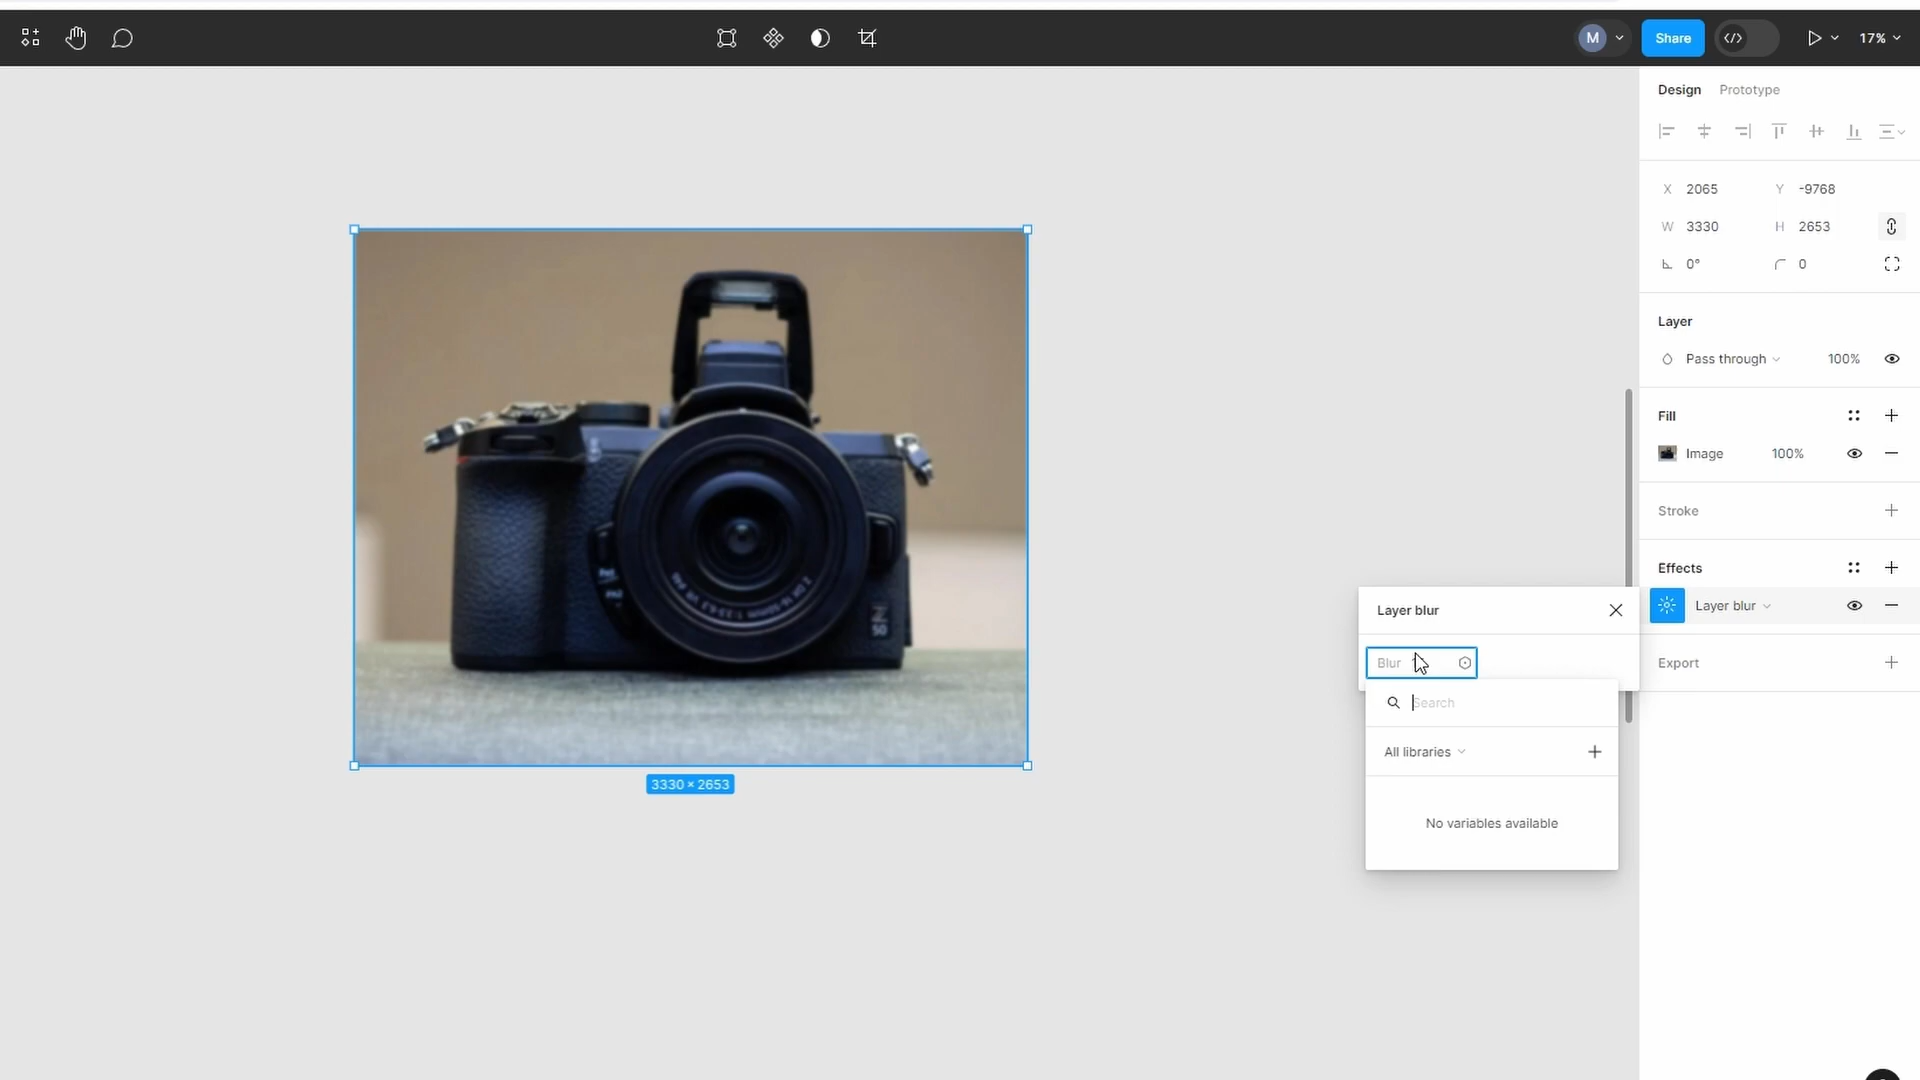 M
Share
17%
Design Prototype
X 2065 Y -9768
W 3330 H 2653
0° 0
Layer
Pass through 100%
Fill
Image 100%
Stroke
Effects
Layer blur
Export
Layer blur
Blur
Search
All libraries
No variables available
Z
50
3330 × 2653